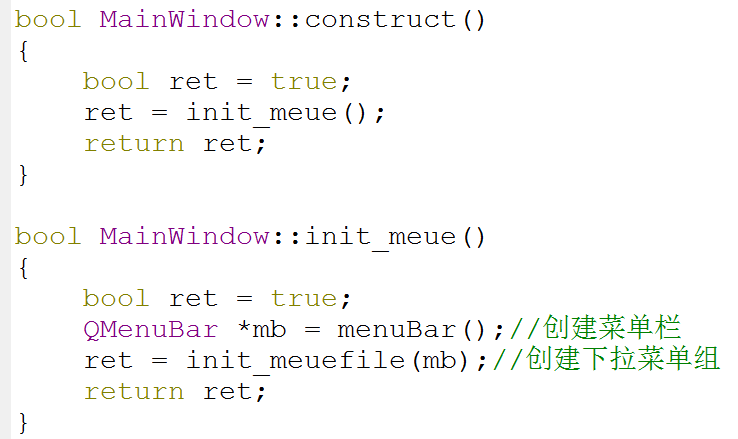 bool MainWindow::construct()
{
    bool ret = true;
    ret = init_meue();
    return ret;
}

bool MainWindow::init_meue()
{
    bool ret = true;
    QMenuBar *mb = menuBar();//创建菜单栏
    ret = init_meuefile(mb);//创建下拉菜单组
    return ret;
}